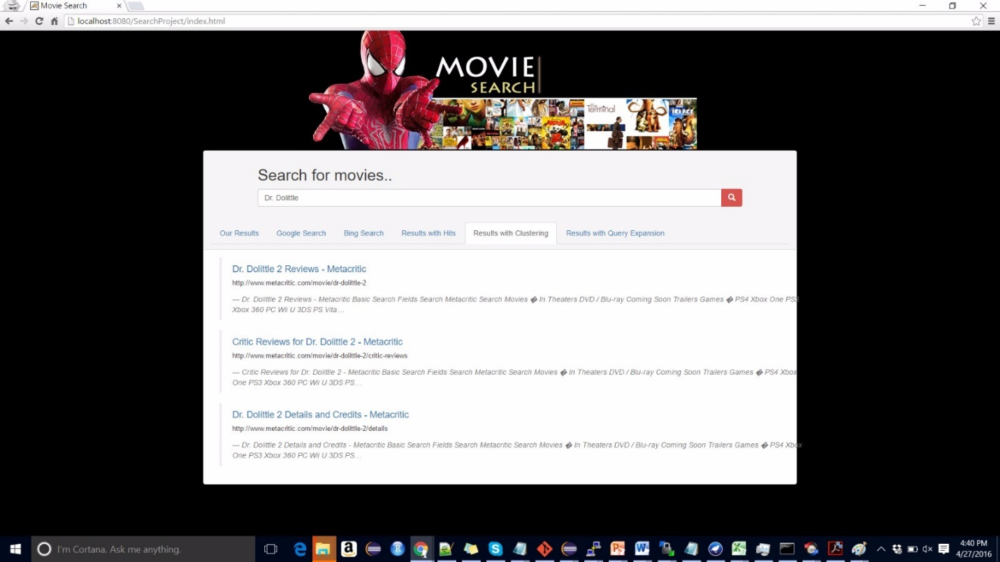 Movie Search
localhost:8080/SearchProject/index.html
MOVIE
SEARCH
The
Terminal
ICE AGE
Search for movies..
Dr. Dolittle
Our Results Google Search Bing Search Results with Hits Results with Clustering Results with Query Expansion
Dr. Dolittle 2 Reviews - Metacritic
http://www.metacritic.com/movie/dr-dolittle-2
— Dr. Dolittle 2 Reviews - Metacritic Basic Search Fields Search Metacritic Search Movies � In Theaters DVD / Blu-ray Coming Soon Trailers Games � PS4 Xbox One PS3
Xbox 360 PC Wii U 3DS PS Vita…
Critic Reviews for Dr. Dolittle 2 - Metacritic
http://www.metacritic.com/movie/dr-dolittle-2/critic-reviews
— Critic Reviews for Dr. Dolittle 2 - Metacritic Basic Search Fields Search Metacritic Search Movies � In Theaters DVD / Blu-ray Coming Soon Trailers Games � PS4 Xbox
One PS3 Xbox 360 PC Wii U 3DS PS…
Dr. Dolittle 2 Details and Credits - Metacritic
http://www.metacritic.com/movie/dr-dolittle-2/details
— Dr. Dolittle 2 Details and Credits - Metacritic Basic Search Fields Search Metacritic Search Movies � In Theaters DVD / Blu-ray Coming Soon Trailers Games � PS4 Xbox
One PS3 Xbox 360 PC Wii U 3DS PS…
I'm Cortana. Ask me anything.
4:40 PM
4/27/2016